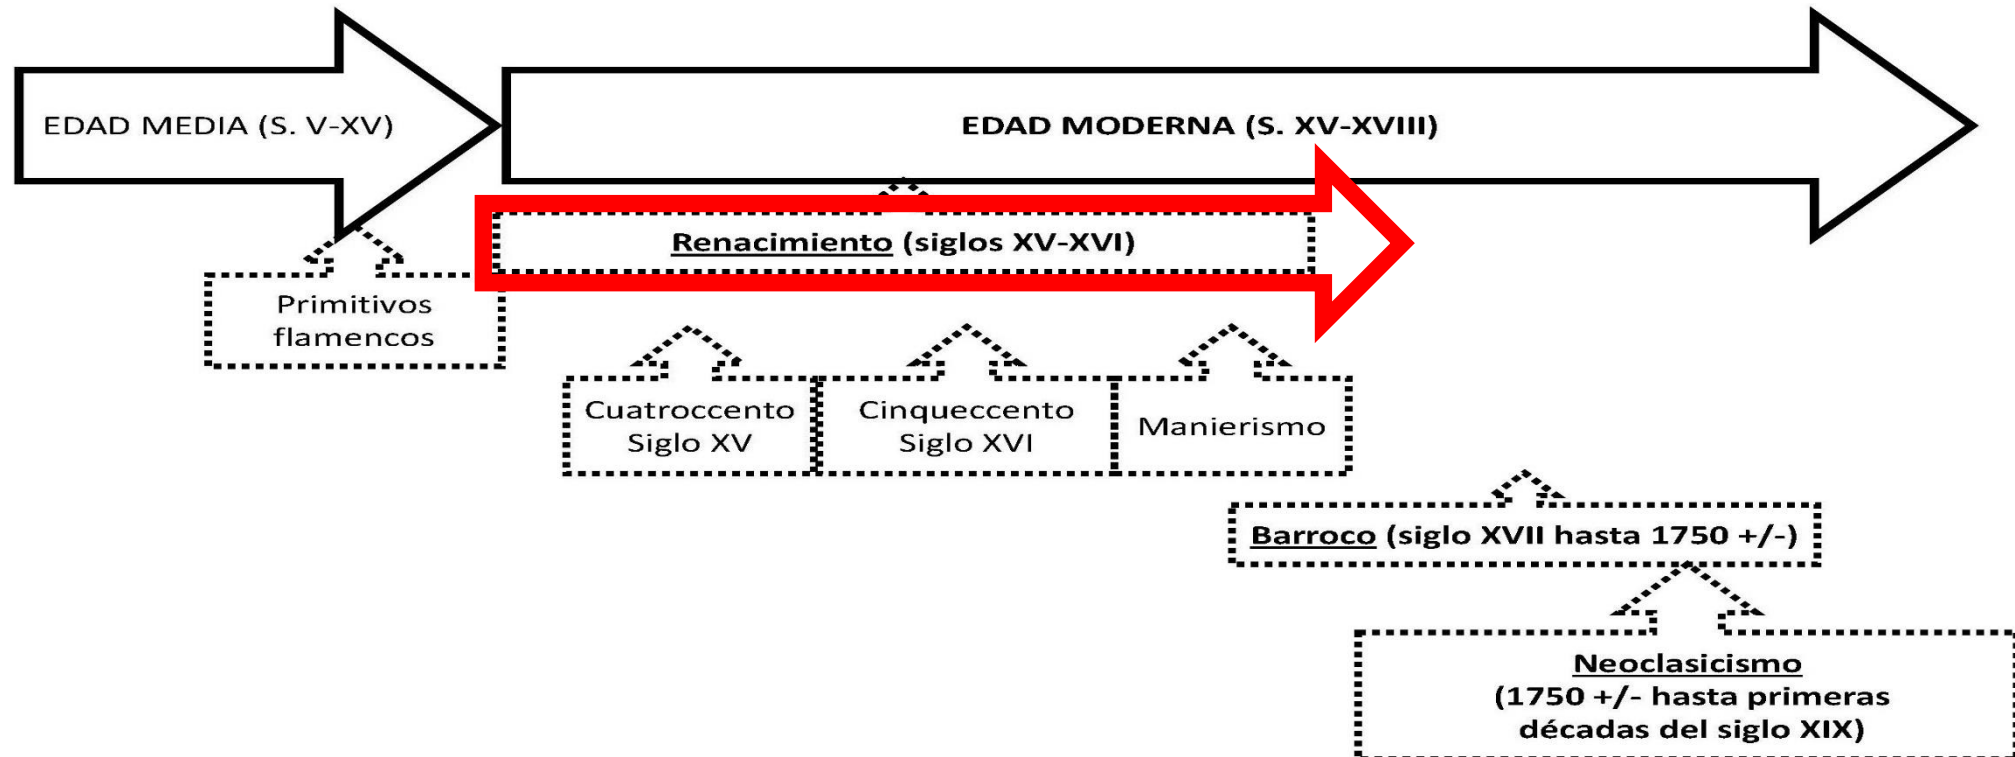 EDAD MEDIA (S. V-XV)
EDAD MODERNA (S. XV-XVIII)
Renacimiento (siglos XV-XVI)
Primitivos
flamencos
Cuatroccento
Siglo XV
Cinqueccento
Siglo XVI
Manierismo
Barroco (siglo XVII hasta 1750 +/-)
Neoclasicismo
(1750 +/- hasta primeras
décadas del siglo XIX)